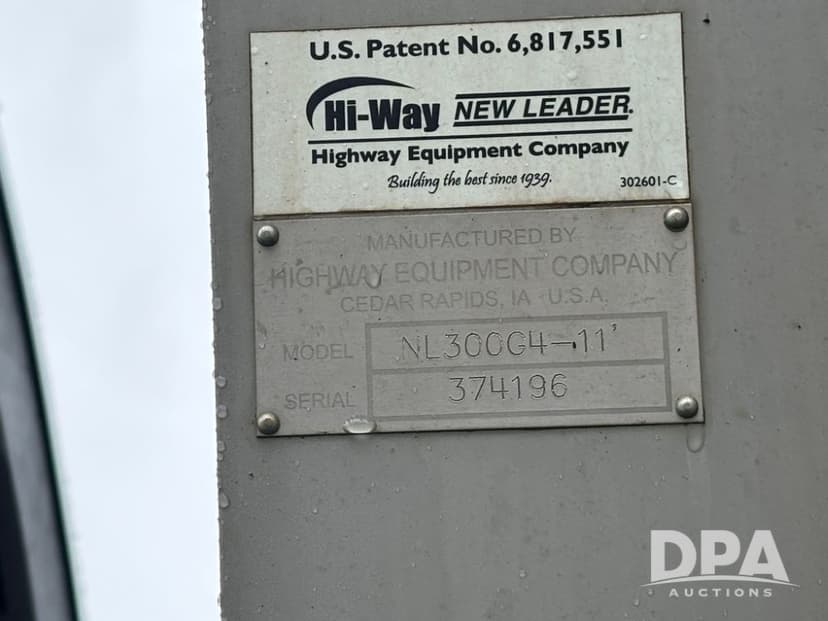 U.S. Patent No. 6,817,551
Hi-Way NEW LEADER®
Highway Equipment Company
Building the best since 1939.
302601-C
MANUFACTURED BY
HIGHWAY EQUIPMENT COMPANY
CEDAR RAPIDS, IA U.S.A.
MODEL NL300G4-11'
SERIAL 374196
DPA
AUCTIONS